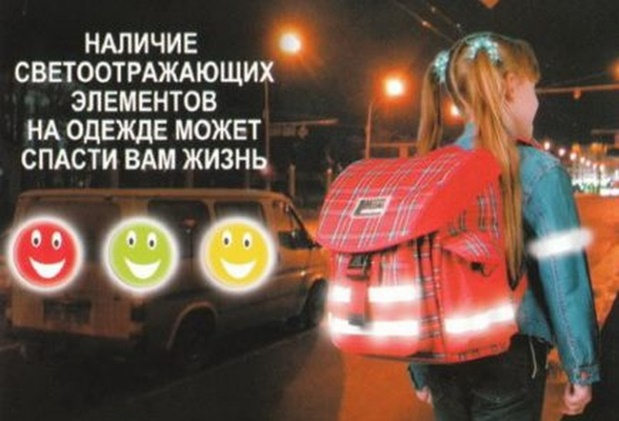 НАЛИЧИЕ
СВЕТООТРАЖАЮЩИХ
ЭЛЕМЕНТОВ
НА ОДЕЖДЕ МОЖЕТ
СПАСТИ ВАМ ЖИЗНЬ